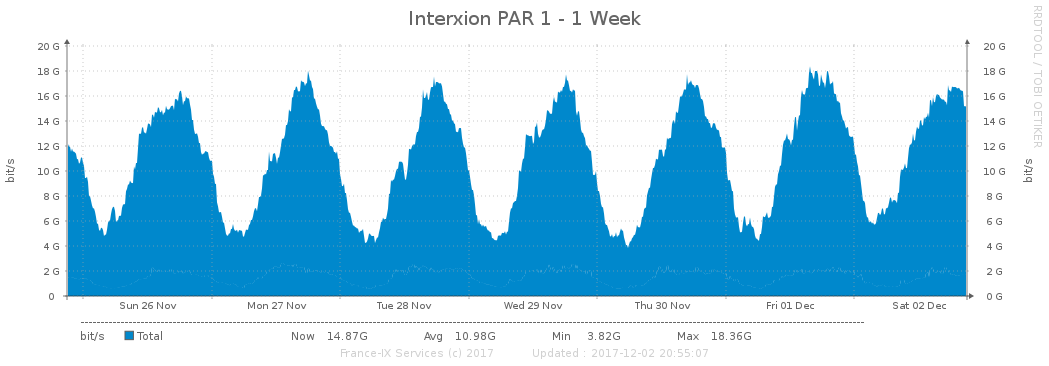 Interxion PAR 1 - 1 Week
RRDTOOL / TOBI OETIKER
20 G 20 G
18 G 18 G
16 G 16 G
14 G 14 G
12 G 12 G
10 G 10 G
8 G 8 G
6 G 6 G
4 G 4 G
2 G 2 G
0 0 G
bit/s bit/s
Sun 26 Nov Mon 27 Nov Tue 28 Nov Wed 29 Nov Thu 30 Nov Fri 01 Dec Sat 02 Dec
bit/s Total Now 14.87G Avg 10.98G Min 3.82G Max 18.36G
France-IX Services (c) 2017 Updated : 2017-12-02 20:55:07